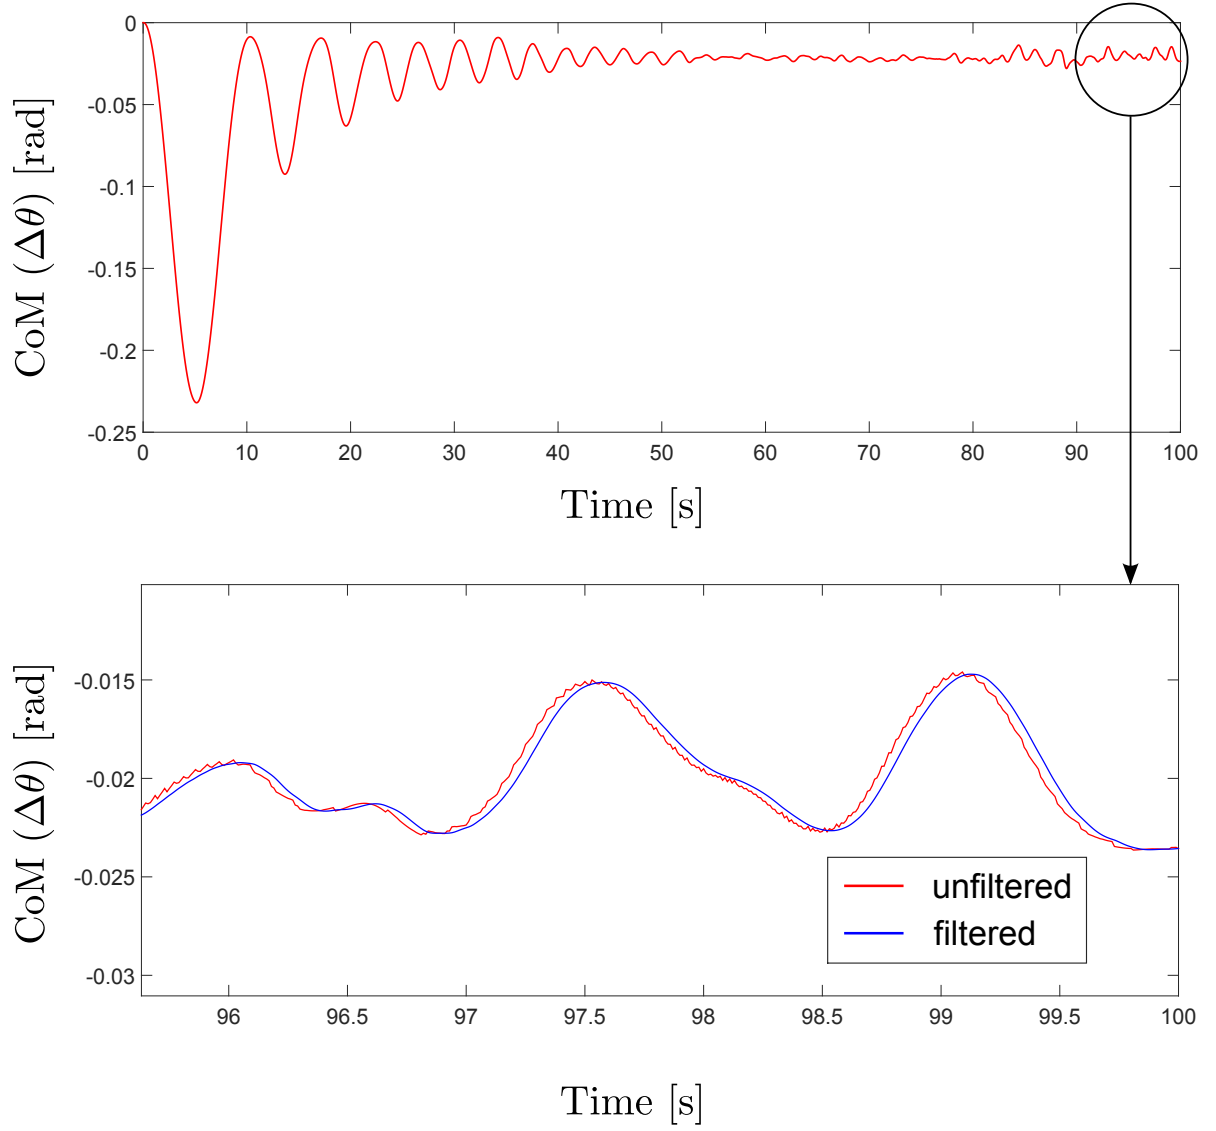 0
-0.05
-0.1
-0.15
-0.2
-0.25
CoM (Δθ) [rad]
0 10 20 30 40 50 60 70 80 90 100
Time [s]
-0.015
-0.02
-0.025
-0.03
CoM (Δθ) [rad]
unfiltered
filtered
96 96.5 97 97.5 98 98.5 99 99.5 100
Time [s]